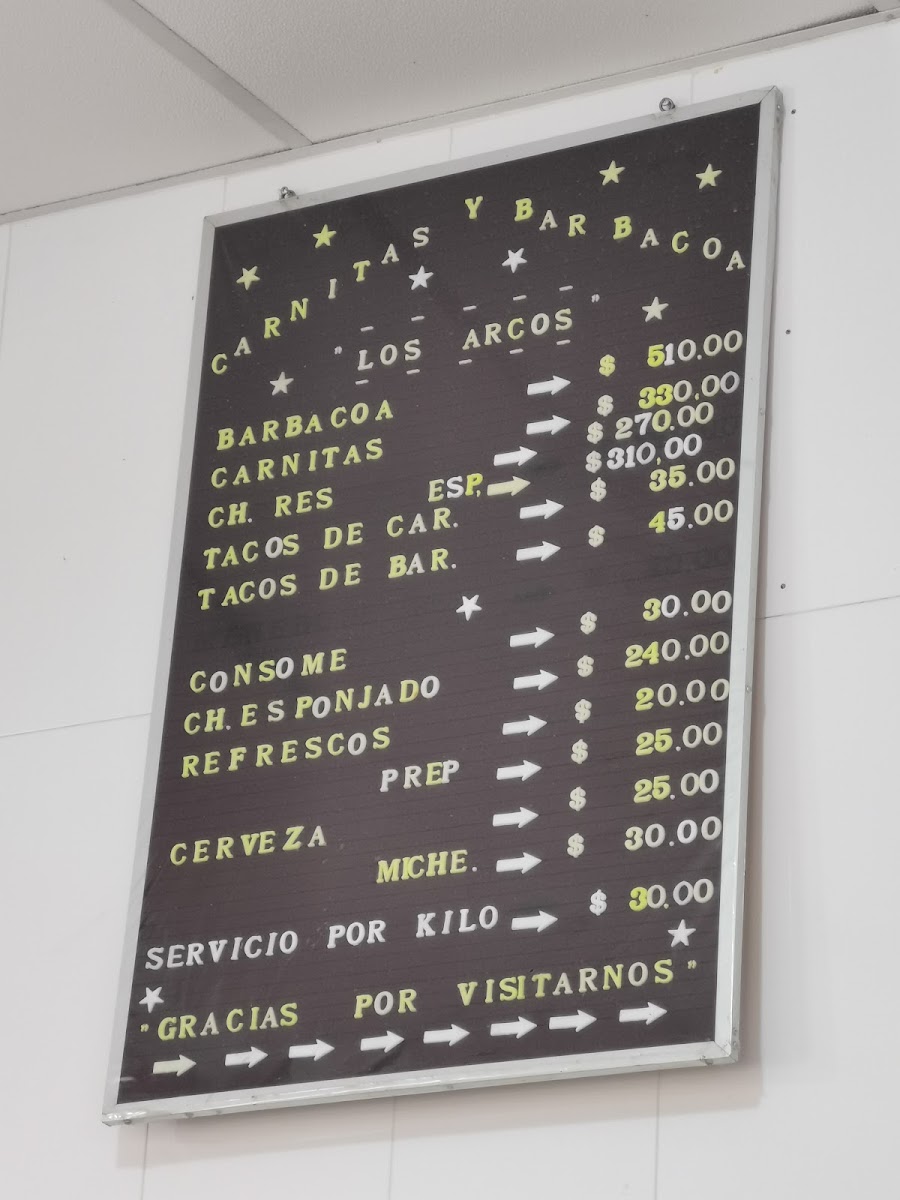 CARNITAS Y BARBACOA
"LOS ARCOS"
BARBACOA $ 510.00
CARNITAS $ 330,00
CH. RES $ 270.00
ESP. $ 310,00
TACOS DE CAR. $ 35.00
TACOS DE BAR. $ 45.00
CONSOME $ 30.00
CH. ESPONJADO $ 240.00
REFRESCOS $ 20.00
PREP $ 25.00
CERVEZA $ 25.00
MICHE. $ 30.00
SERVICIO POR KILO $ 30.00
"GRACIAS POR VISITARNOS"